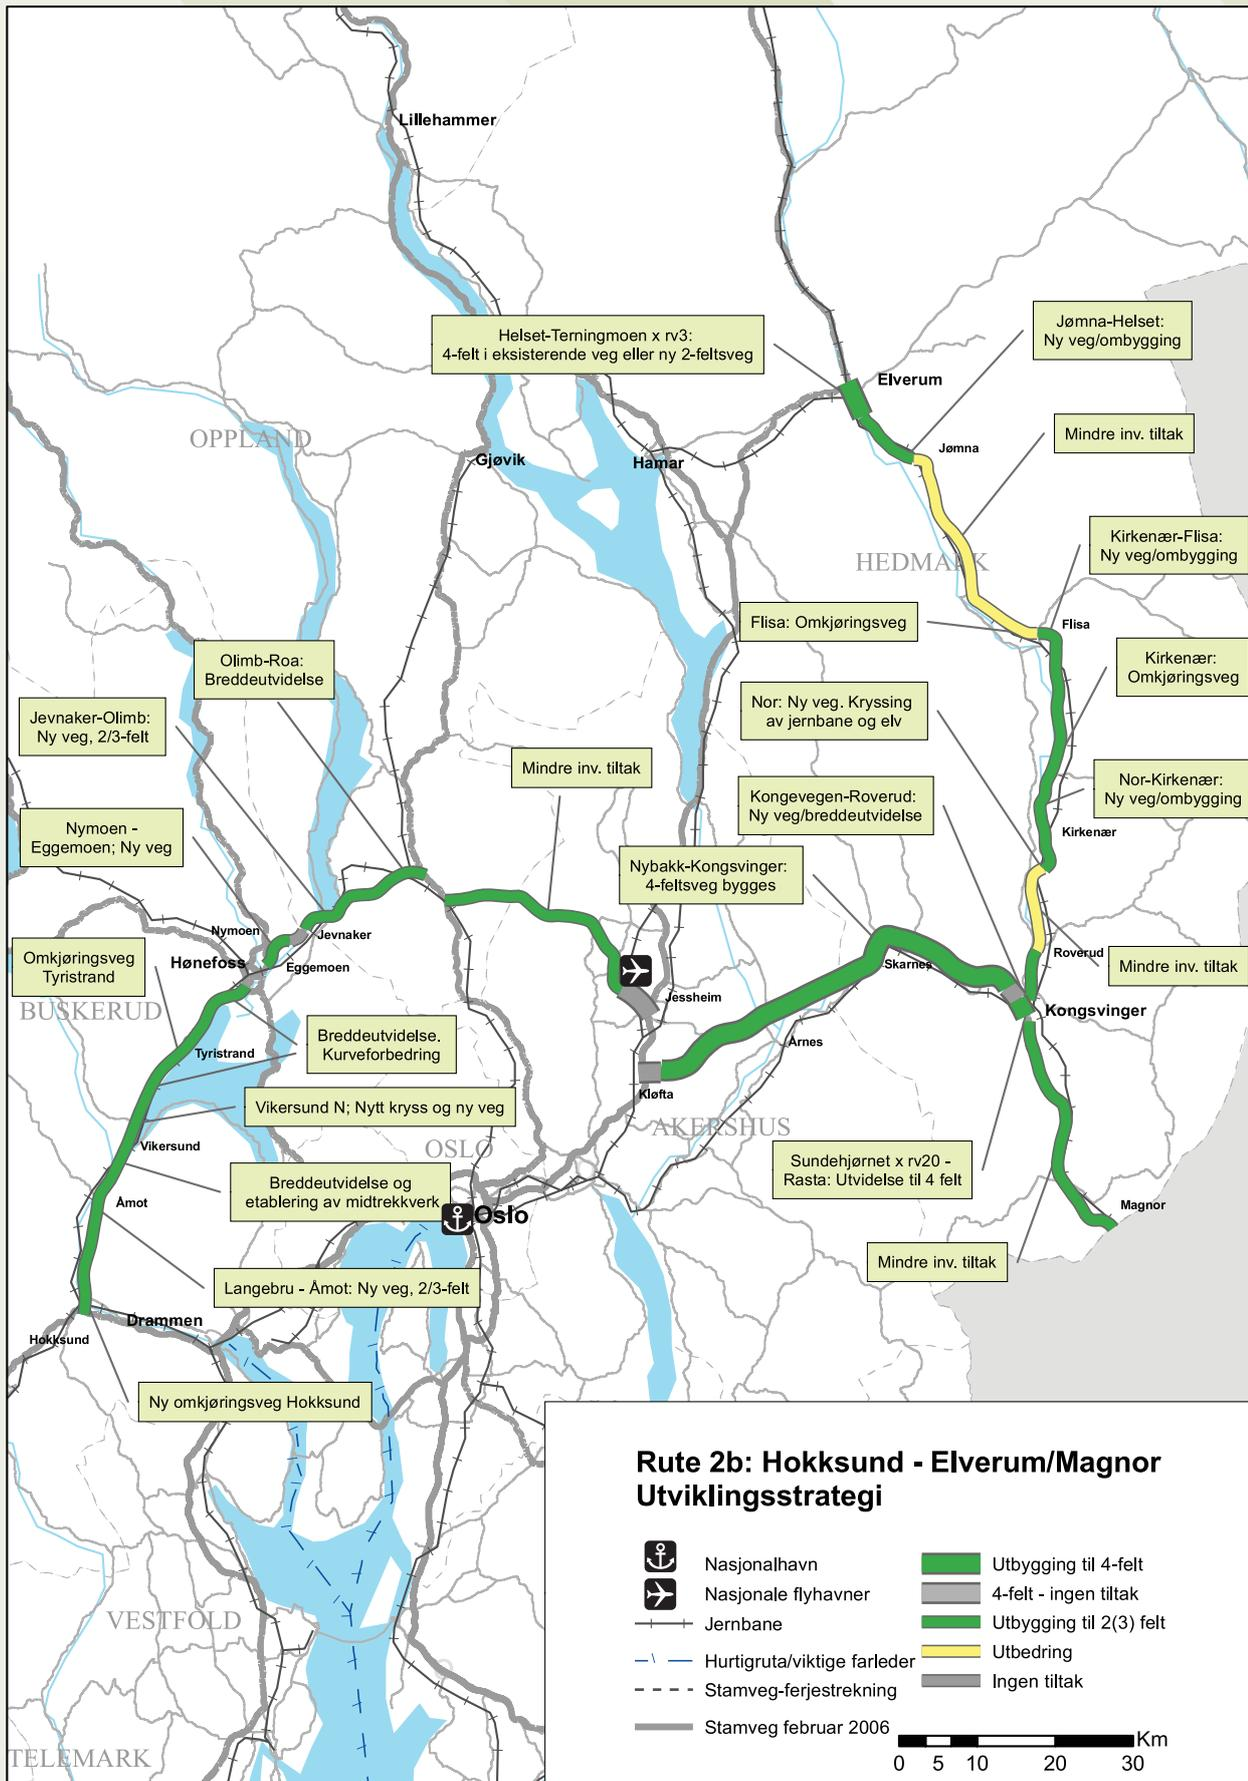 Lillehammer
Helset-Terningmoen x rv3:
4-felt i eksisterende veg eller ny 2-feltsveg
Jømna-Helset:
Ny veg/ombygging
Elverum
OPPLAND
Gjøvik
Hamar
Jømna
Mindre inv. tiltak
HEDMARK
Kirkenær-Flisa:
Ny veg/ombygging
Flisa: Omkjøringsveg
Flisa
Olimb-Roa:
Breddeutvidelse
Kirkenær:
Omkjøringsveg
Jevnaker-Olimb:
Ny veg, 2/3-felt
Nor: Ny veg. Kryssing
av jernbane og elv
Mindre inv. tiltak
Nor-Kirkenær:
Ny veg/ombygging
Kongevegen-Roverud:
Ny veg/breddeutvidelse
Nymoen -
Eggemoen; Ny veg
Kirkenær
Nybakk-Kongsvinger:
4-feltsveg bygges
Nymoen
Jevnaker
Omkjøringsveg
Tyristrand
Hønefoss
Eggemoen
Skarnes
Roverud
Mindre inv. tiltak
Jessheim
BUSKERUD
Kongsvinger
Breddeutvidelse.
Kurveforbedring
Tyristrand
Årnes
Kløfta
Vikersund N; Nytt kryss og ny veg
AKERSHUS
Vikersund
OSLO
Sundehjørnet x rv20 -
Rasta: Utvidelse til 4 felt
Breddeutvidelse og
etablering av midtrekkverk
Åmot
Oslo
Magnor
Mindre inv. tiltak
Langebru - Åmot: Ny veg, 2/3-felt
Drammen
Hokksund
Ny omkjøringsveg Hokksund
VESTFOLD
TELEMARK
Rute 2b: Hokksund - Elverum/Magnor
Utviklingsstrategi
Nasjonalhavn
Nasjonale flyhavner
Jernbane
Hurtigruta/viktige farleder
Stamveg-ferjestrekning
Stamveg februar 2006
Utbygging til 4-felt
4-felt - ingen tiltak
Utbygging til 2(3) felt
Utbedring
Ingen tiltak
Km
0 5 10 20 30